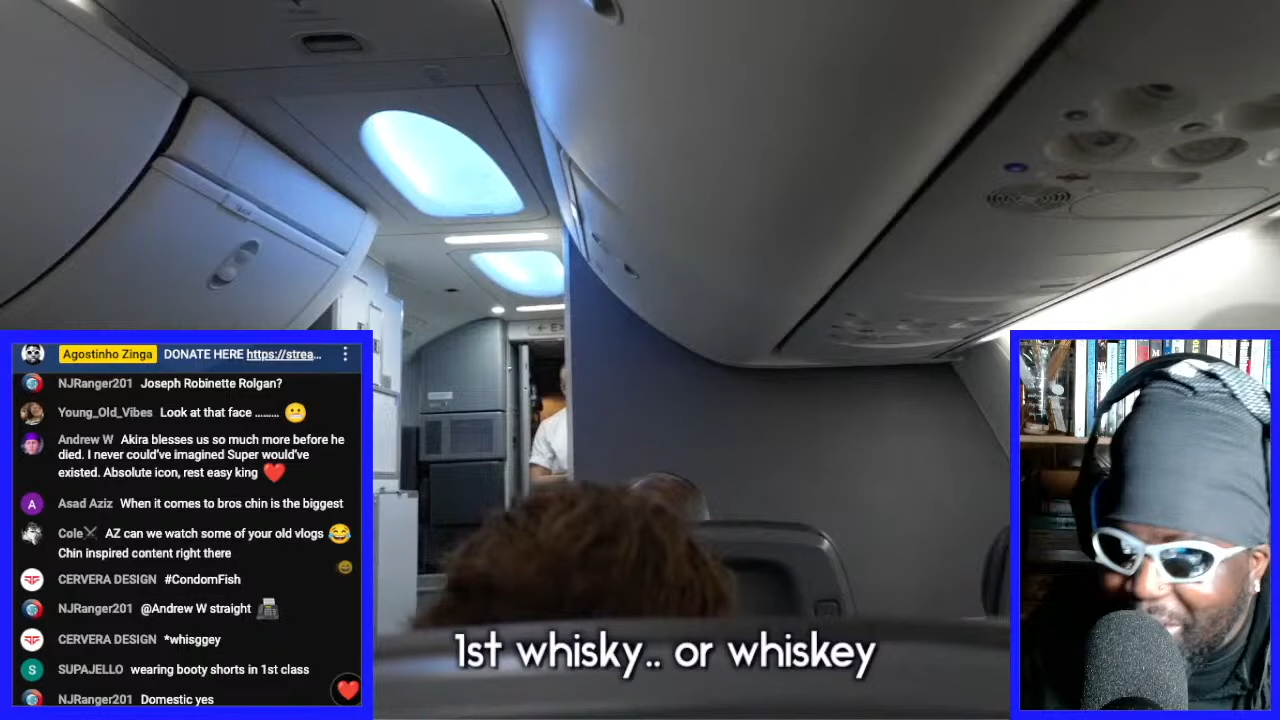 Agostinho Zinga DONATE HERE https://strea...
NJRanger201 Joseph Robinette Rolgan?
Young_Old_Vibes Look at that face ......... 😬
Andrew W Akira blesses us so much more before he
died. I never could've imagined Super would've
existed. Absolute icon, rest easy king ❤️
A Asad Aziz When it comes to bros chin is the biggest
Cole⚔ AZ can we watch some of your old vlogs 😂
Chin inspired content right there
CERVERA DESIGN #CondomFish
NJRanger201 @Andrew W straight 📠
CERVERA DESIGN *whisggey
S SUPAJELLO wearing booty shorts in 1st class
NJRanger201 Domestic yes
← EX
1st whisky.. or whiskey